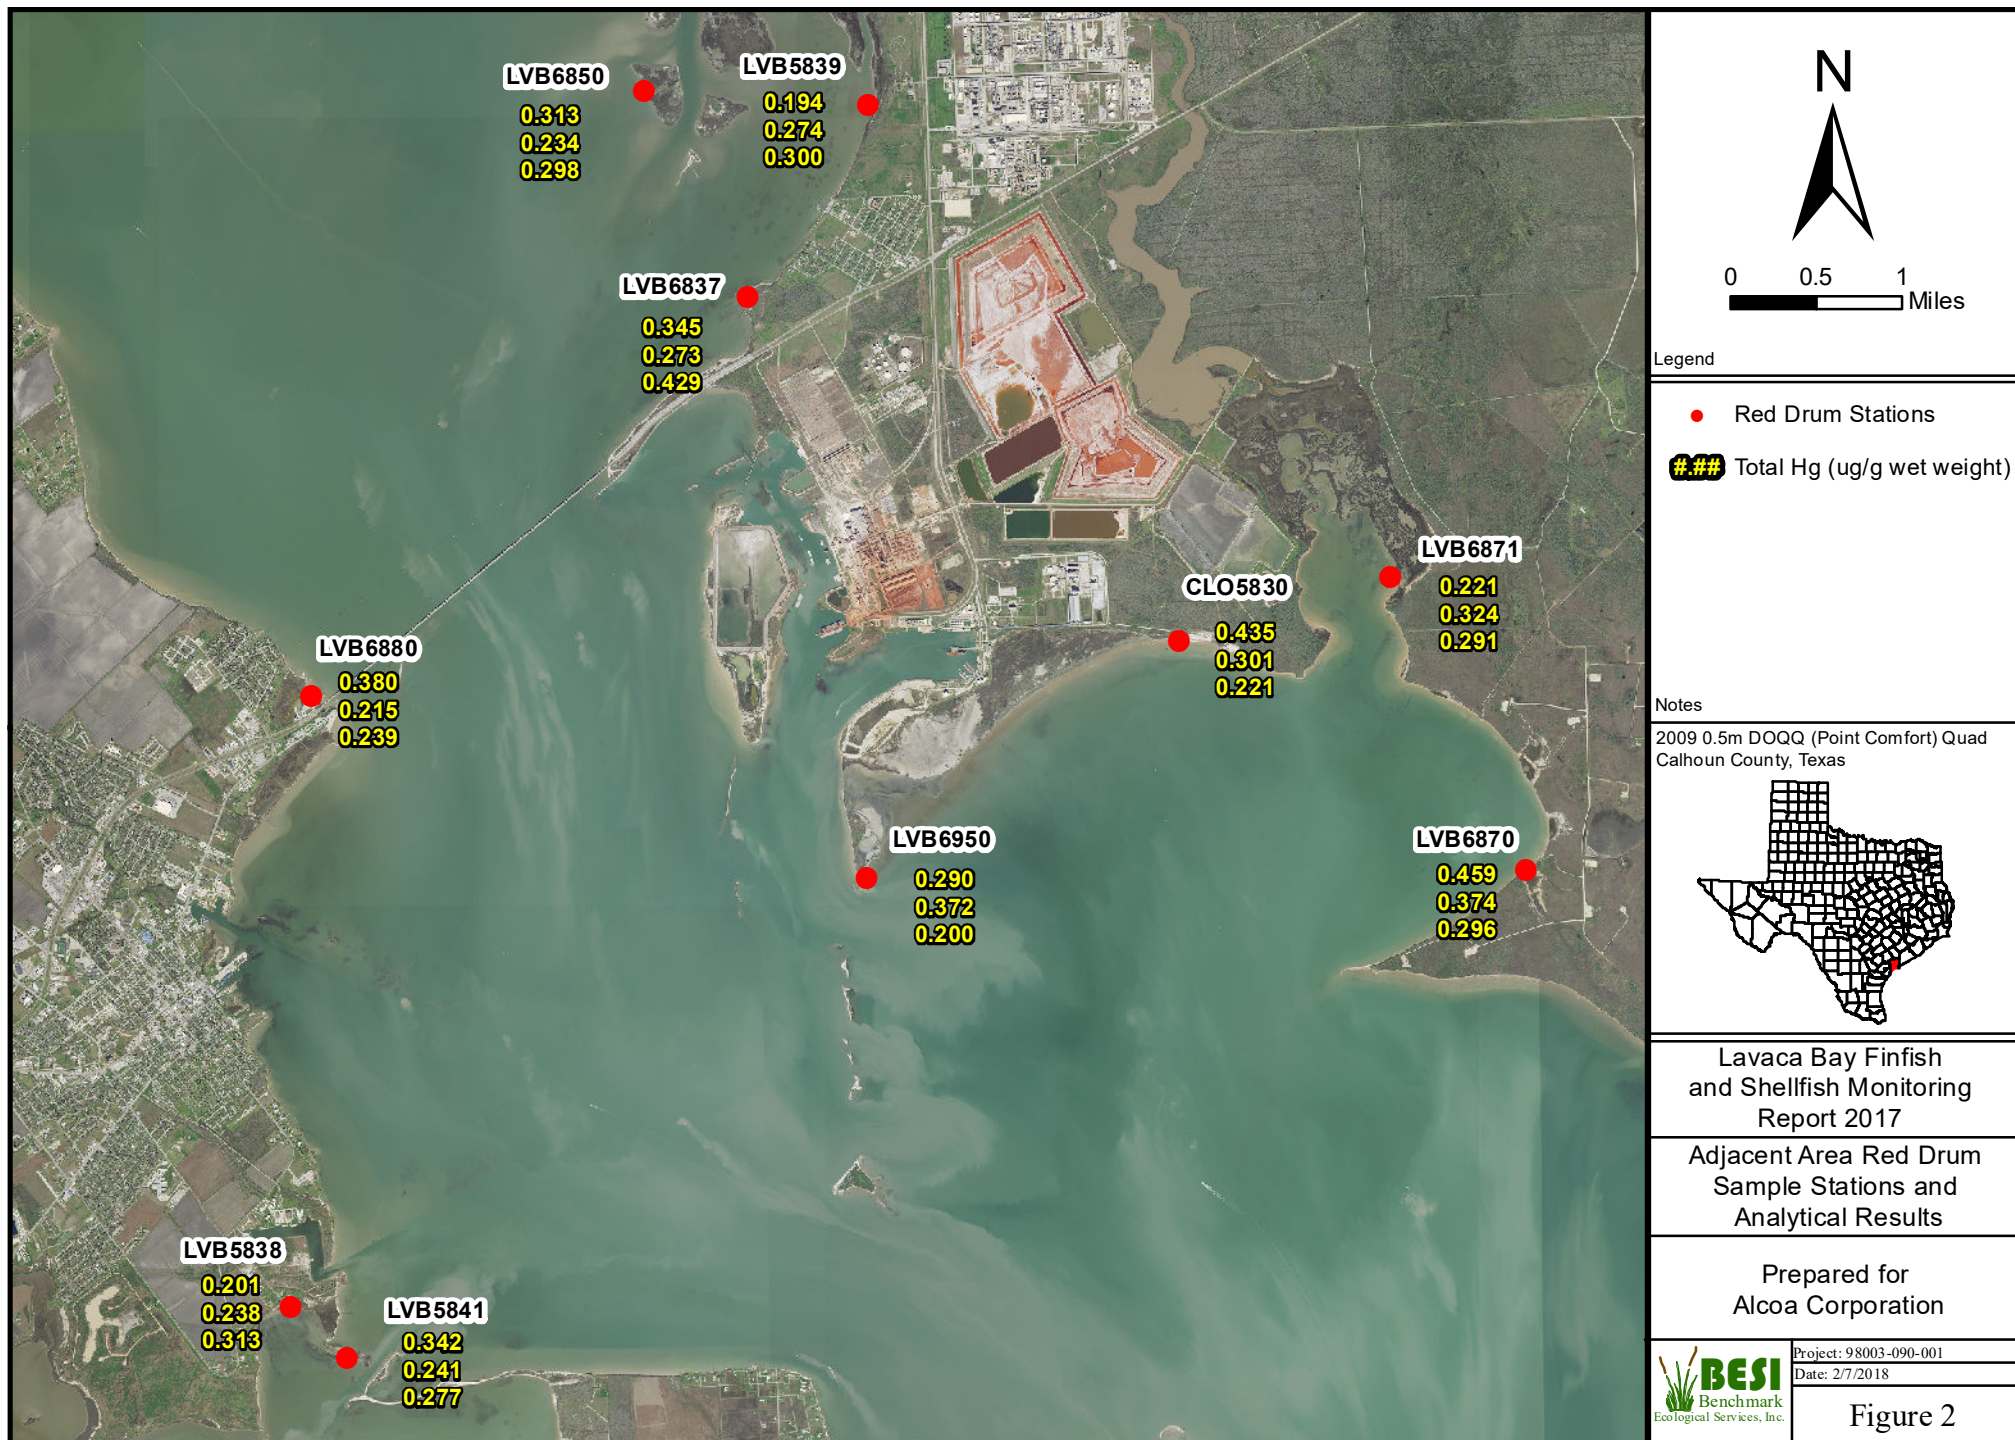 LVB6850
0.313
0.234
0.298
LVB5839
0.194
0.274
0.300
LVB6837
0.345
0.273
0.429
LVB6871
0.221
0.324
0.291
CLO5830
0.435
0.301
0.221
LVB6880
0.380
0.215
0.239
LVB6950
0.290
0.372
0.200
LVB6870
0.459
0.374
0.296
LVB5838
0.201
0.238
0.313
LVB5841
0.342
0.241
0.277
N
0 0.5 1
Miles
Legend
Red Drum Stations
#.## Total Hg (ug/g wet weight)
Notes
2009 0.5m DOQQ (Point Comfort) Quad
Calhoun County, Texas
Lavaca Bay Finfish
and Shellfish Monitoring
Report 2017
Adjacent Area Red Drum
Sample Stations and
Analytical Results
Prepared for
Alcoa Corporation
BESI
Benchmark
Ecological Services, Inc.
Project: 98003-090-001
Date: 2/7/2018
Figure 2